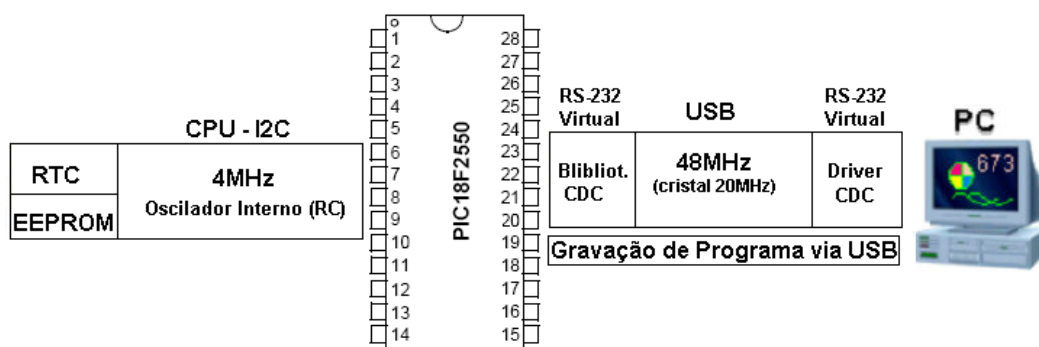 CPU - I2C
RTC
EEPROM
4MHz
Oscilador Interno (RC)
1
2
3
4
5
6
7
8
9
10
11
12
13
14
PIC18F2550
28
27
26
25
24
23
22
21
20
19
18
17
16
15
RS-232
Virtual
USB
RS-232
Virtual
Blibliot.
CDC
48MHz
(cristal 20MHz)
Driver
CDC
Gravação de Programa via USB
PC
673